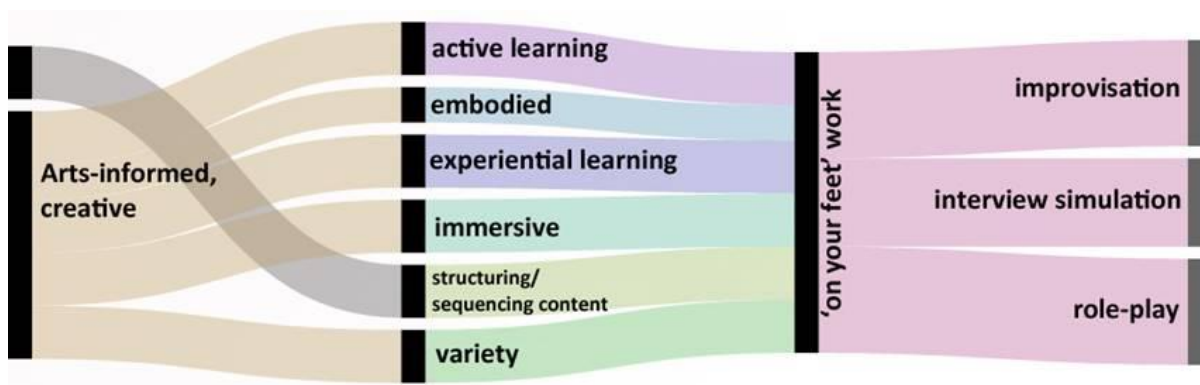 Arts-informed,
creative
active learning
embodied
experiential learning
immersive
structuring/
sequencing content
variety
‘on your feet’ work
improvisation
interview simulation
role-play